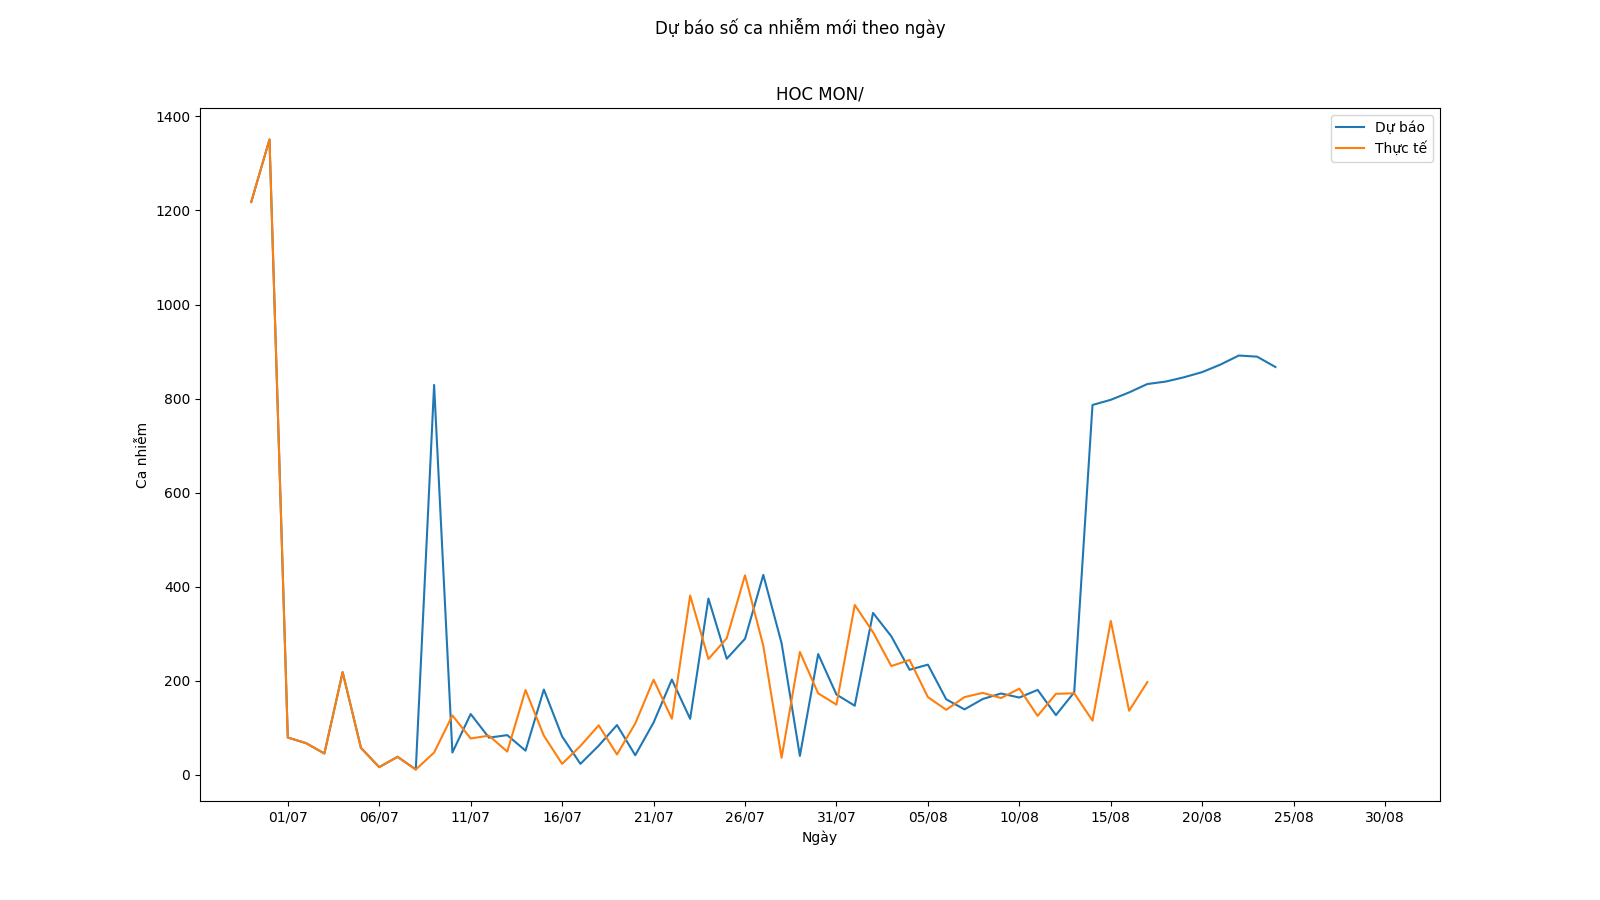 Dự báo số ca nhiễm mới theo ngày
HOC MON/
Dự báo
Thực tế
1400
1200
1000
800
600
400
200
0
Ca nhiễm
01/07 06/07 11/07 16/07 21/07 26/07 31/07 05/08 10/08 15/08 20/08 25/08 30/08
Ngày